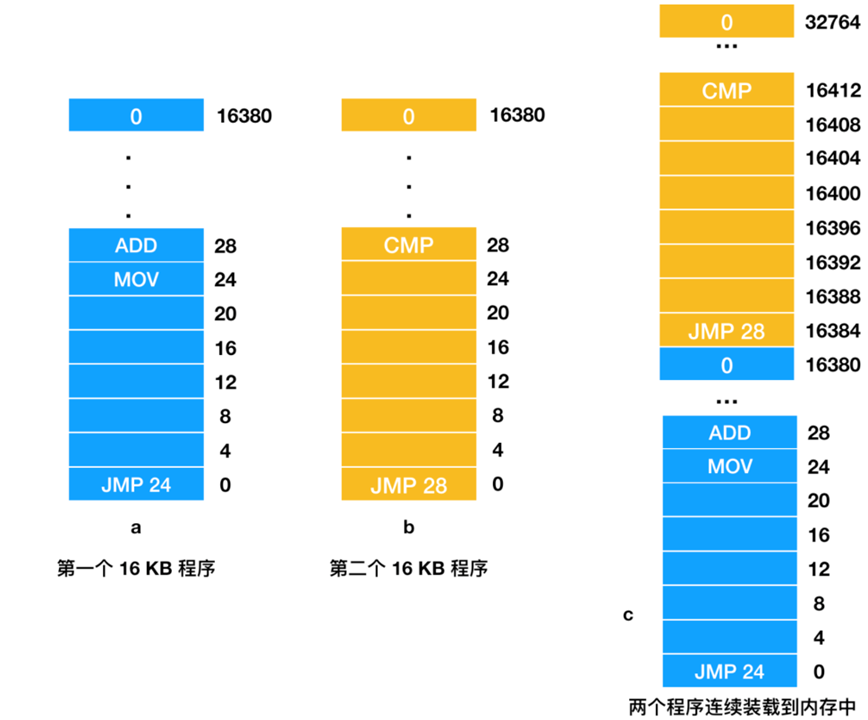 0 16380
.
.
.
ADD 28
MOV 24
20
16
12
8
4
JMP 24 0
a
第一个 16 KB 程序
0 16380
.
.
.
CMP 28
24
20
16
12
8
4
JMP 28 0
b
第二个 16 KB 程序
0 32764
...
CMP 16412
16408
16404
16400
16396
16392
16388
JMP 28 16384
0 16380
...
ADD 28
MOV 24
20
16
12
8
4
JMP 24 0
c
两个程序连续装载到内存中